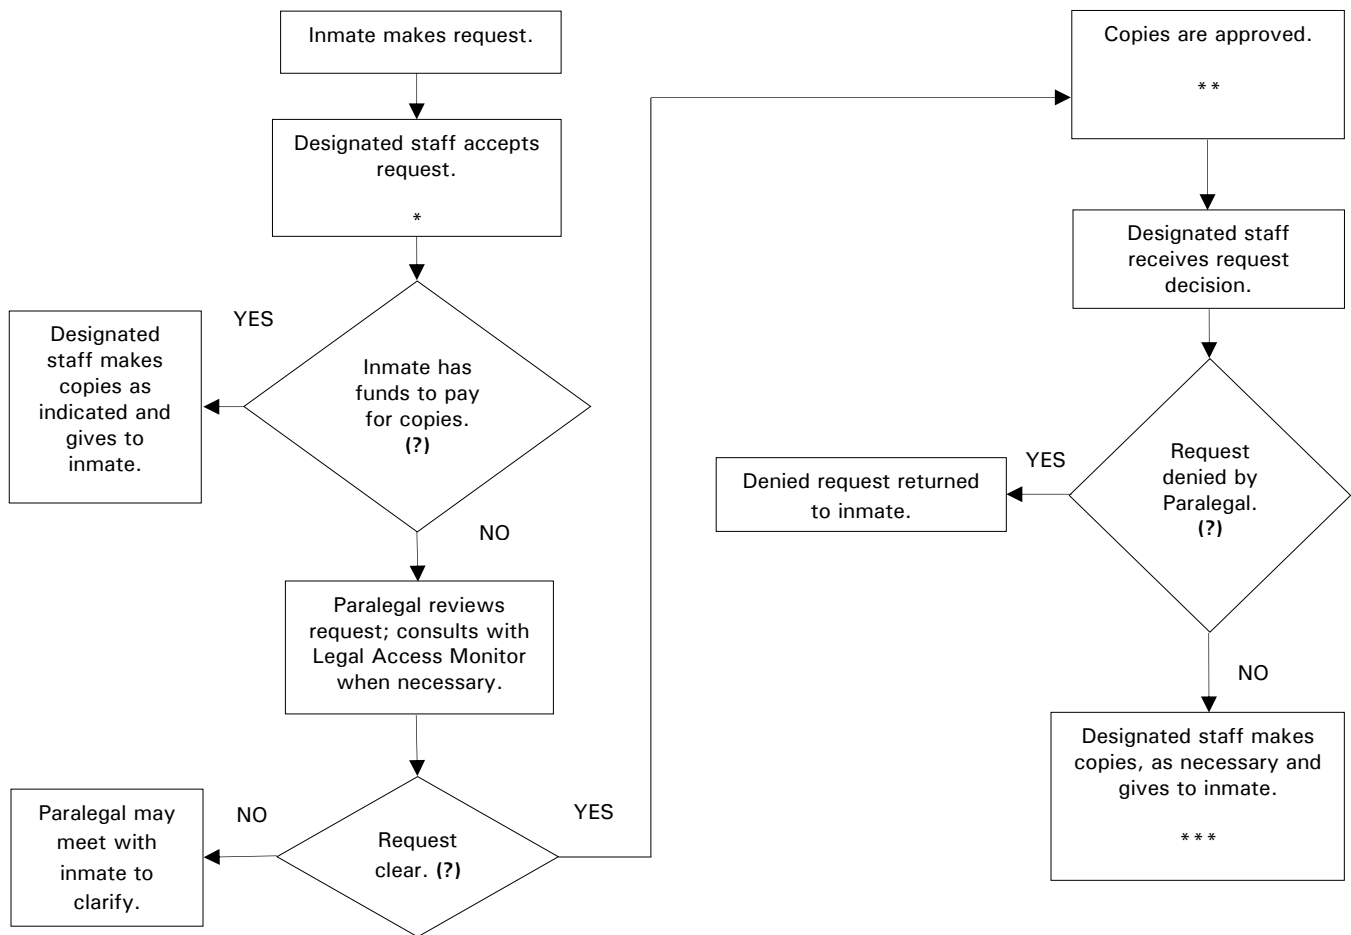 Inmate makes request.
Designated staff accepts
request.
*
YES
Designated
staff makes
copies as
indicated and
gives to
inmate.
Inmate has
funds to pay
for copies.
(?)
NO
Paralegal reviews
request; consults with
Legal Access Monitor
when necessary.
Paralegal may
meet with
inmate to
clarify.
NO
Request
clear. (?)
YES
Copies are approved.
**
Designated staff
receives request
decision.
Request
denied by
Paralegal.
(?)
YES
Denied request returned
to inmate.
NO
Designated staff makes
copies, as necessary and
gives to inmate.
***